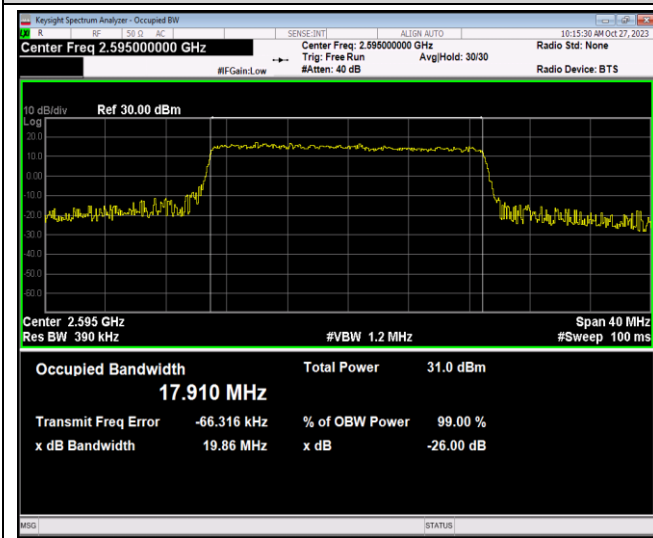 Keysight Spectrum Analyzer - Occupied BW
R RF 50 Ω AC SENSE:INT ALIGN AUTO 10:15:30 AM Oct 27, 2023
Center Freq 2.595000000 GHz Center Freq: 2.595000000 GHz Radio Std: None
Trig: Free Run Avg|Hold: 30/30
#IFGain:Low #Atten: 40 dB Radio Device: BTS
10 dB/div Ref 30.00 dBm
Log
20.0
10.0
0.00
-10.0
-20.0
-30.0
-40.0
-50.0
-60.0
Center 2.595 GHz Span 40 MHz
Res BW 390 kHz #VBW 1.2 MHz #Sweep 100 ms
Occupied Bandwidth Total Power 31.0 dBm
17.910 MHz
Transmit Freq Error -66.316 kHz % of OBW Power 99.00 %
x dB Bandwidth 19.86 MHz x dB -26.00 dB
MSG STATUS